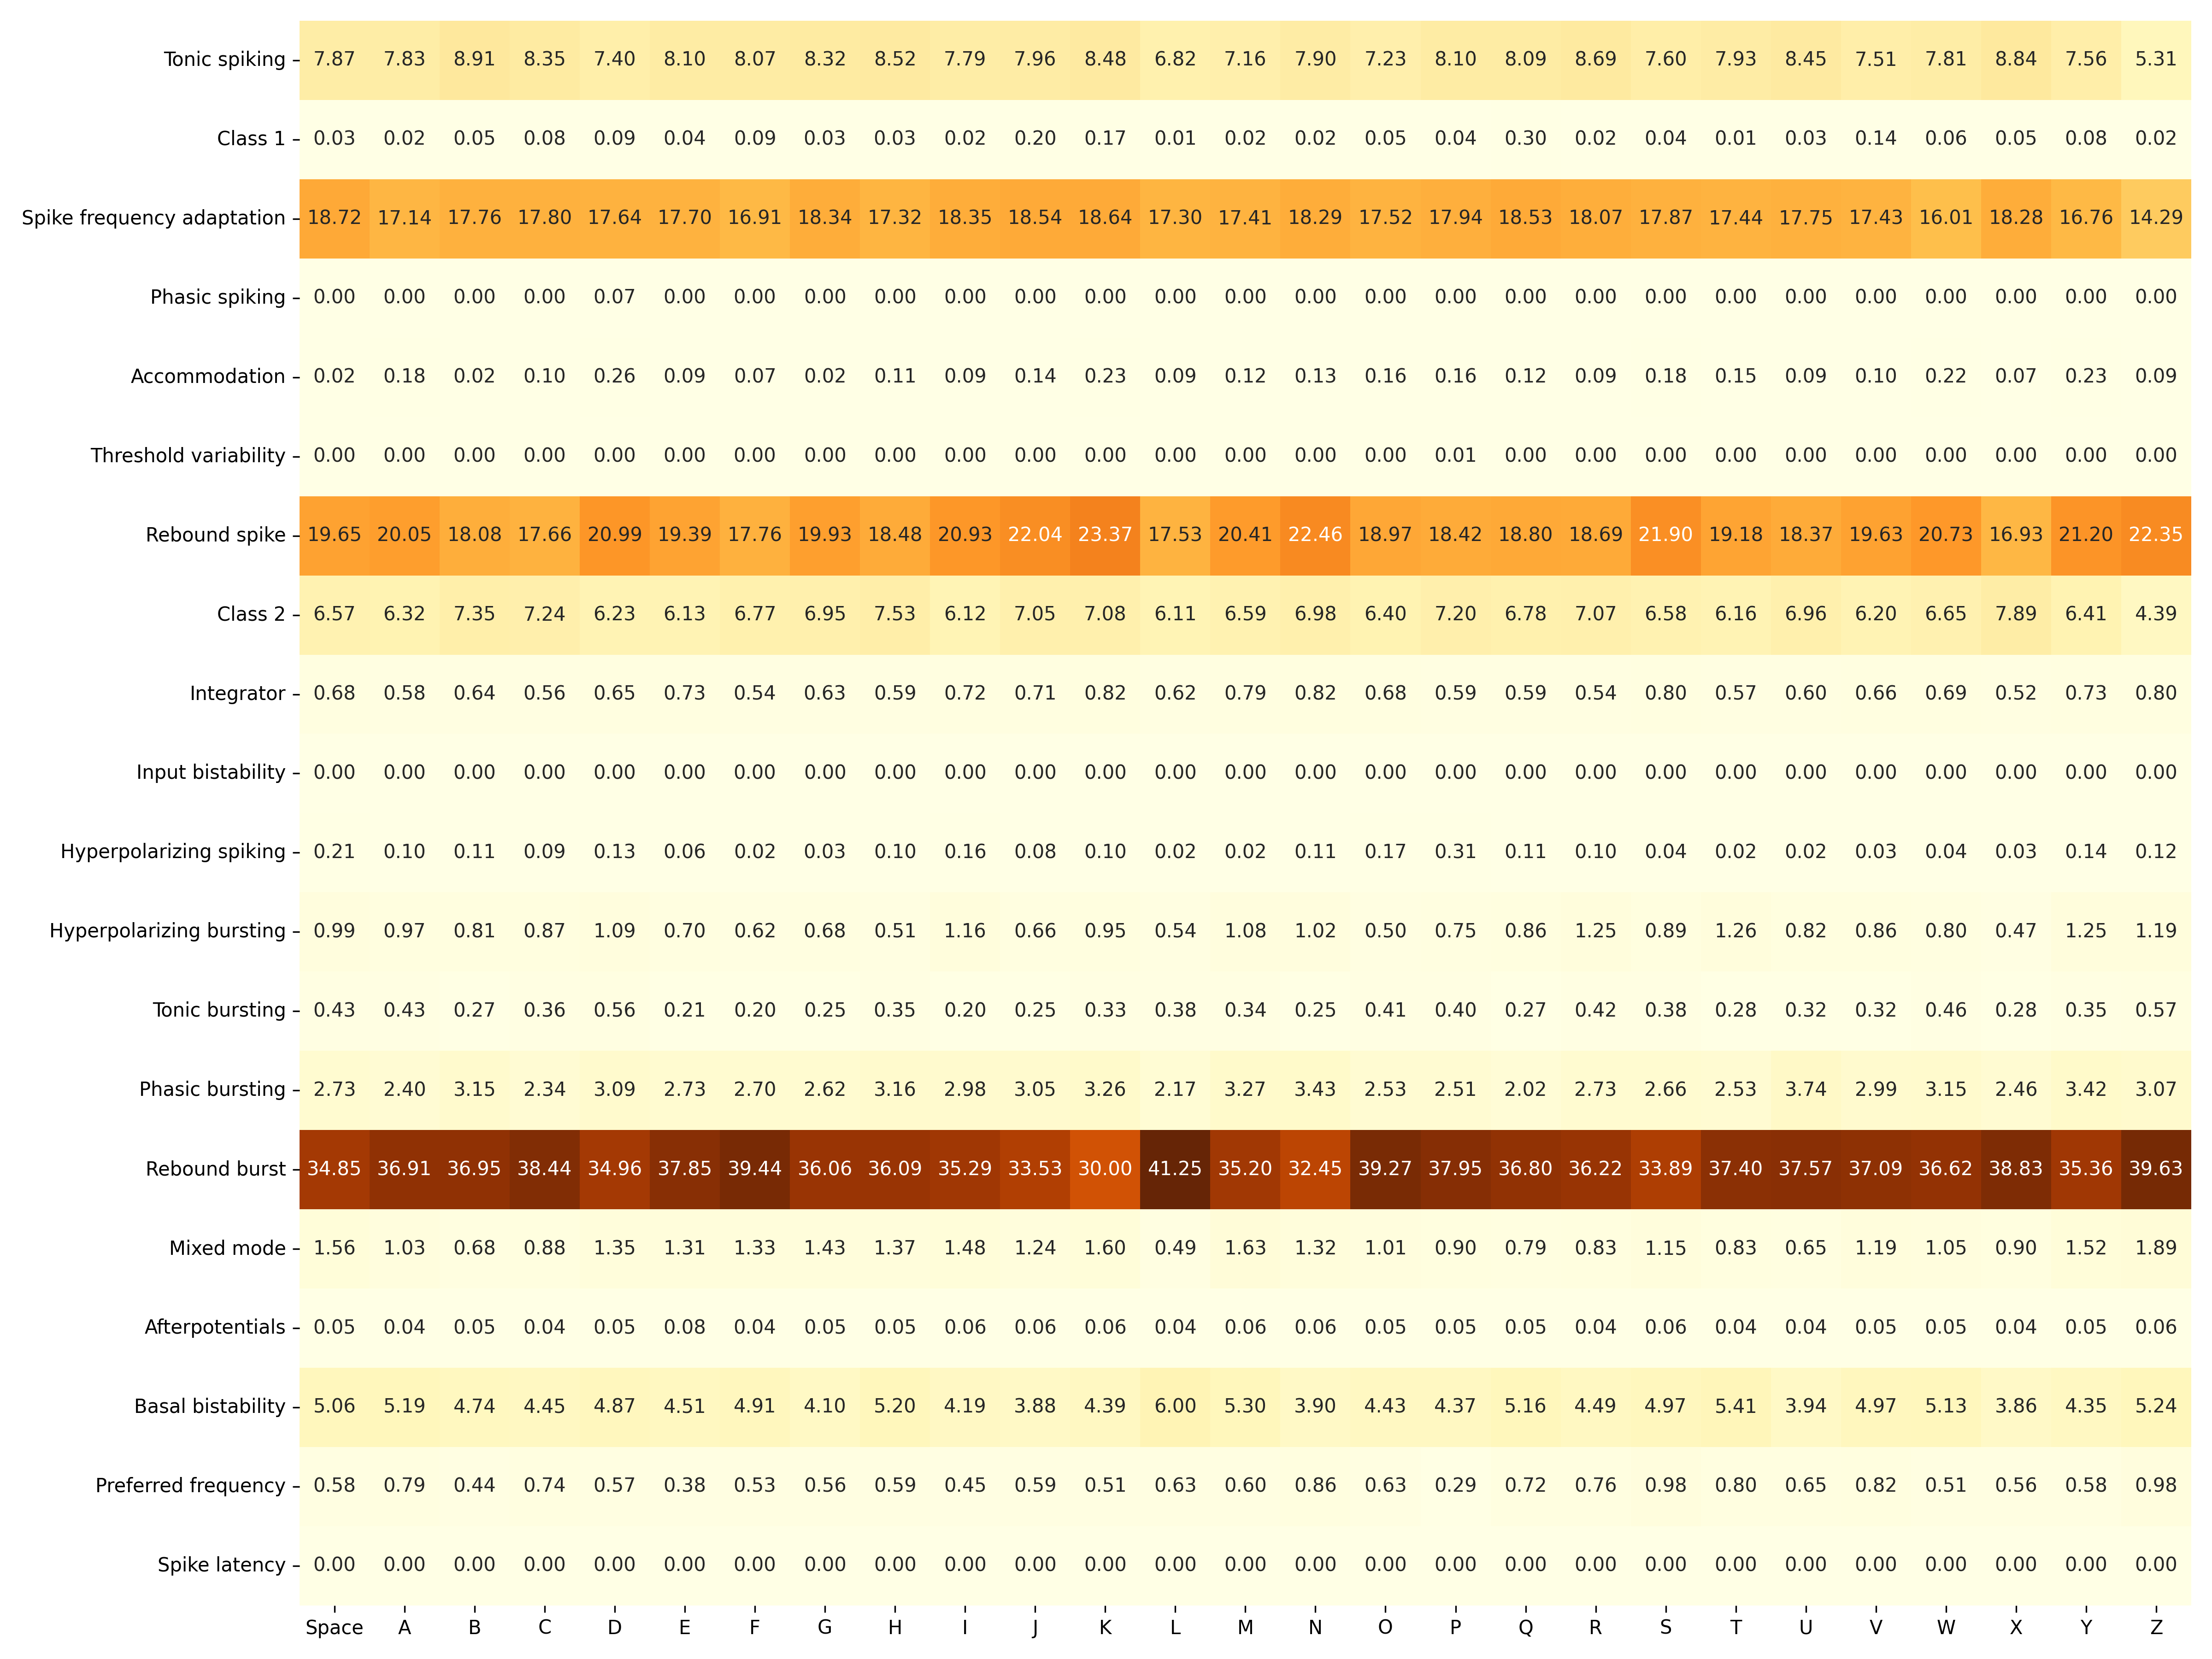 Tonic spiking 7.87 7.83 8.91 8.35 7.40 8.10 8.07 8.32 8.52 7.79 7.96 8.48 6.82 7.16 7.90 7.23 8.10 8.09 8.69 7.60 7.93 8.45 7.51 7.81 8.84 7.56 5.31
Class 1 0.03 0.02 0.05 0.08 0.09 0.04 0.09 0.03 0.03 0.02 0.20 0.17 0.01 0.02 0.02 0.05 0.04 0.30 0.02 0.04 0.01 0.03 0.14 0.06 0.05 0.08 0.02
Spike frequency adaptation 18.72 17.14 17.76 17.80 17.64 17.70 16.91 18.34 17.32 18.35 18.54 18.64 17.30 17.41 18.29 17.52 17.94 18.53 18.07 17.87 17.44 17.75 17.43 16.01 18.28 16.76 14.29
Phasic spiking 0.00 0.00 0.00 0.00 0.07 0.00 0.00 0.00 0.00 0.00 0.00 0.00 0.00 0.00 0.00 0.00 0.00 0.00 0.00 0.00 0.00 0.00 0.00 0.00 0.00 0.00 0.00
Accommodation 0.02 0.18 0.02 0.10 0.26 0.09 0.07 0.02 0.11 0.09 0.14 0.23 0.09 0.12 0.13 0.16 0.16 0.12 0.09 0.18 0.15 0.09 0.10 0.22 0.07 0.23 0.09
Threshold variability 0.00 0.00 0.00 0.00 0.00 0.00 0.00 0.00 0.00 0.00 0.00 0.00 0.00 0.00 0.00 0.00 0.01 0.00 0.00 0.00 0.00 0.00 0.00 0.00 0.00 0.00 0.00
Rebound spike 19.65 20.05 18.08 17.66 20.99 19.39 17.76 19.93 18.48 20.93 22.04 23.37 17.53 20.41 22.46 18.97 18.42 18.80 18.69 21.90 19.18 18.37 19.63 20.73 16.93 21.20 22.35
Class 2 6.57 6.32 7.35 7.24 6.23 6.13 6.77 6.95 7.53 6.12 7.05 7.08 6.11 6.59 6.98 6.40 7.20 6.78 7.07 6.58 6.16 6.96 6.20 6.65 7.89 6.41 4.39
Integrator 0.68 0.58 0.64 0.56 0.65 0.73 0.54 0.63 0.59 0.72 0.71 0.82 0.62 0.79 0.82 0.68 0.59 0.59 0.54 0.80 0.57 0.60 0.66 0.69 0.52 0.73 0.80
Input bistability 0.00 0.00 0.00 0.00 0.00 0.00 0.00 0.00 0.00 0.00 0.00 0.00 0.00 0.00 0.00 0.00 0.00 0.00 0.00 0.00 0.00 0.00 0.00 0.00 0.00 0.00 0.00
Hyperpolarizing spiking 0.21 0.10 0.11 0.09 0.13 0.06 0.02 0.03 0.10 0.16 0.08 0.10 0.02 0.02 0.11 0.17 0.31 0.11 0.10 0.04 0.02 0.02 0.03 0.04 0.03 0.14 0.12
Hyperpolarizing bursting 0.99 0.97 0.81 0.87 1.09 0.70 0.62 0.68 0.51 1.16 0.66 0.95 0.54 1.08 1.02 0.50 0.75 0.86 1.25 0.89 1.26 0.82 0.86 0.80 0.47 1.25 1.19
Tonic bursting 0.43 0.43 0.27 0.36 0.56 0.21 0.20 0.25 0.35 0.20 0.25 0.33 0.38 0.34 0.25 0.41 0.40 0.27 0.42 0.38 0.28 0.32 0.32 0.46 0.28 0.35 0.57
Phasic bursting 2.73 2.40 3.15 2.34 3.09 2.73 2.70 2.62 3.16 2.98 3.05 3.26 2.17 3.27 3.43 2.53 2.51 2.02 2.73 2.66 2.53 3.74 2.99 3.15 2.46 3.42 3.07
Rebound burst 34.85 36.91 36.95 38.44 34.96 37.85 39.44 36.06 36.09 35.29 33.53 30.00 41.25 35.20 32.45 39.27 37.95 36.80 36.22 33.89 37.40 37.57 37.09 36.62 38.83 35.36 39.63
Mixed mode 1.56 1.03 0.68 0.88 1.35 1.31 1.33 1.43 1.37 1.48 1.24 1.60 0.49 1.63 1.32 1.01 0.90 0.79 0.83 1.15 0.83 0.65 1.19 1.05 0.90 1.52 1.89
Afterpotentials 0.05 0.04 0.05 0.04 0.05 0.08 0.04 0.05 0.05 0.06 0.06 0.06 0.04 0.06 0.06 0.05 0.05 0.05 0.04 0.06 0.04 0.04 0.05 0.05 0.04 0.05 0.06
Basal bistability 5.06 5.19 4.74 4.45 4.87 4.51 4.91 4.10 5.20 4.19 3.88 4.39 6.00 5.30 3.90 4.43 4.37 5.16 4.49 4.97 5.41 3.94 4.97 5.13 3.86 4.35 5.24
Preferred frequency 0.58 0.79 0.44 0.74 0.57 0.38 0.53 0.56 0.59 0.45 0.59 0.51 0.63 0.60 0.86 0.63 0.29 0.72 0.76 0.98 0.80 0.65 0.82 0.51 0.56 0.58 0.98
Spike latency 0.00 0.00 0.00 0.00 0.00 0.00 0.00 0.00 0.00 0.00 0.00 0.00 0.00 0.00 0.00 0.00 0.00 0.00 0.00 0.00 0.00 0.00 0.00 0.00 0.00 0.00 0.00
Space A B C D E F G H I J K L M N O P Q R S T U V W X Y Z